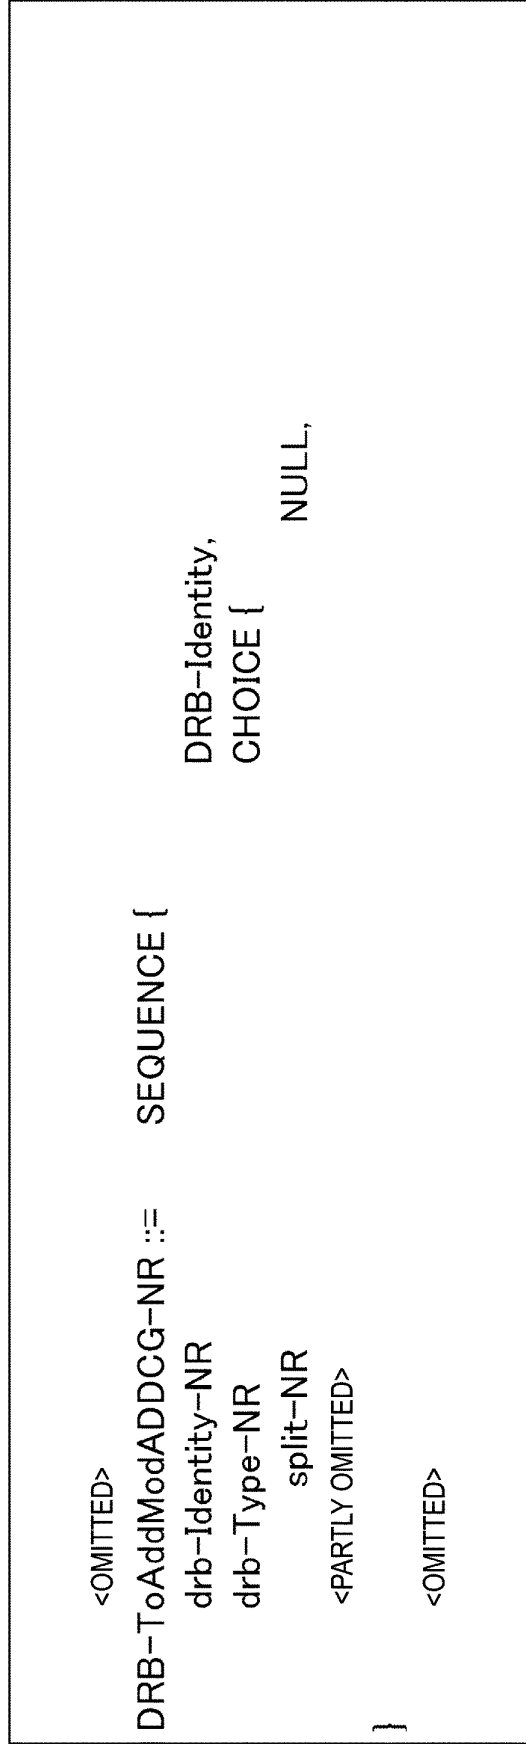 <OMITTED>
DRB-ToAddModADDCG-NR ::= SEQUENCE {
drb-Identity-NR DRB-Identity,
drb-Type-NR CHOICE {
split-NR NULL,
<PARTLY OMITTED>
}
<OMITTED>